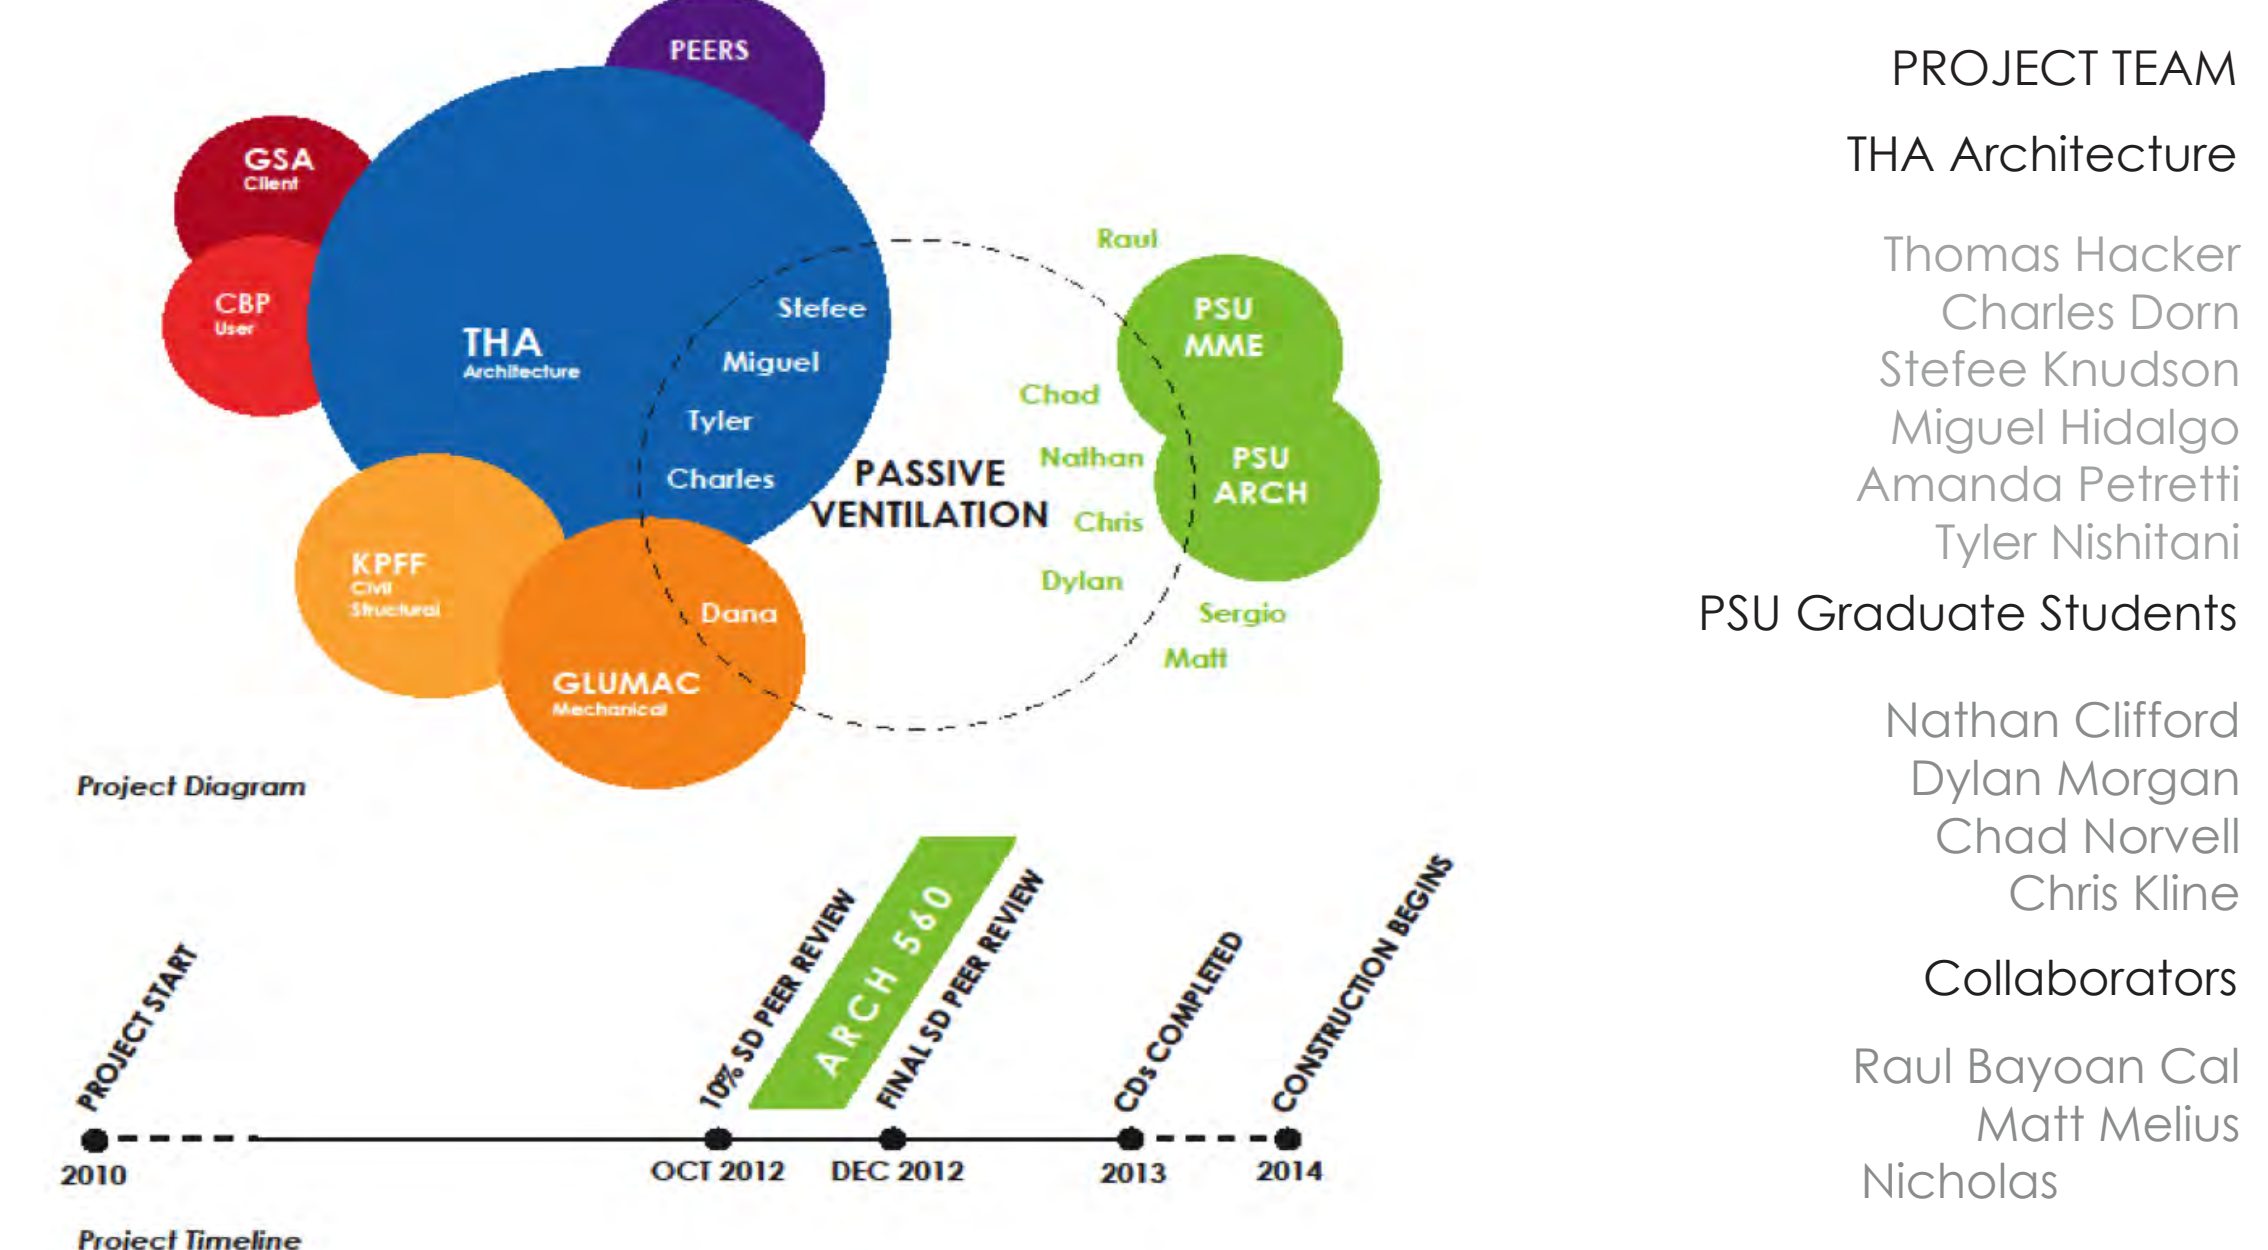 PEERS
GSA
Client
CBP
User
THA
Architecture
Stefee
Miguel
Tyler
Charles
PASSIVE
VENTILATION
Raul
PSU
MME
Chad
Nathan
PSU
ARCH
Chris
Dylan
Sergio
Matt
KPFF
Civil
Structural
Dana
GLUMAC
Mechanical
Project Diagram
PROJECT START
10% SD PEER REVIEW
ARCH 560
FINAL SD PEER REVIEW
CDs COMPLETED
CONSTRUCTION BEGINS
2010
OCT 2012
DEC 2012
2013
2014
Project Timeline
PROJECT TEAM
THA Architecture
Thomas Hacker
Charles Dorn
Stefee Knudson
Miguel Hidalgo
Amanda Petretti
Tyler Nishitani
PSU Graduate Students
Nathan Clifford
Dylan Morgan
Chad Norvell
Chris Kline
Collaborators
Raul Bayoan Cal
Matt Melius
Nicholas